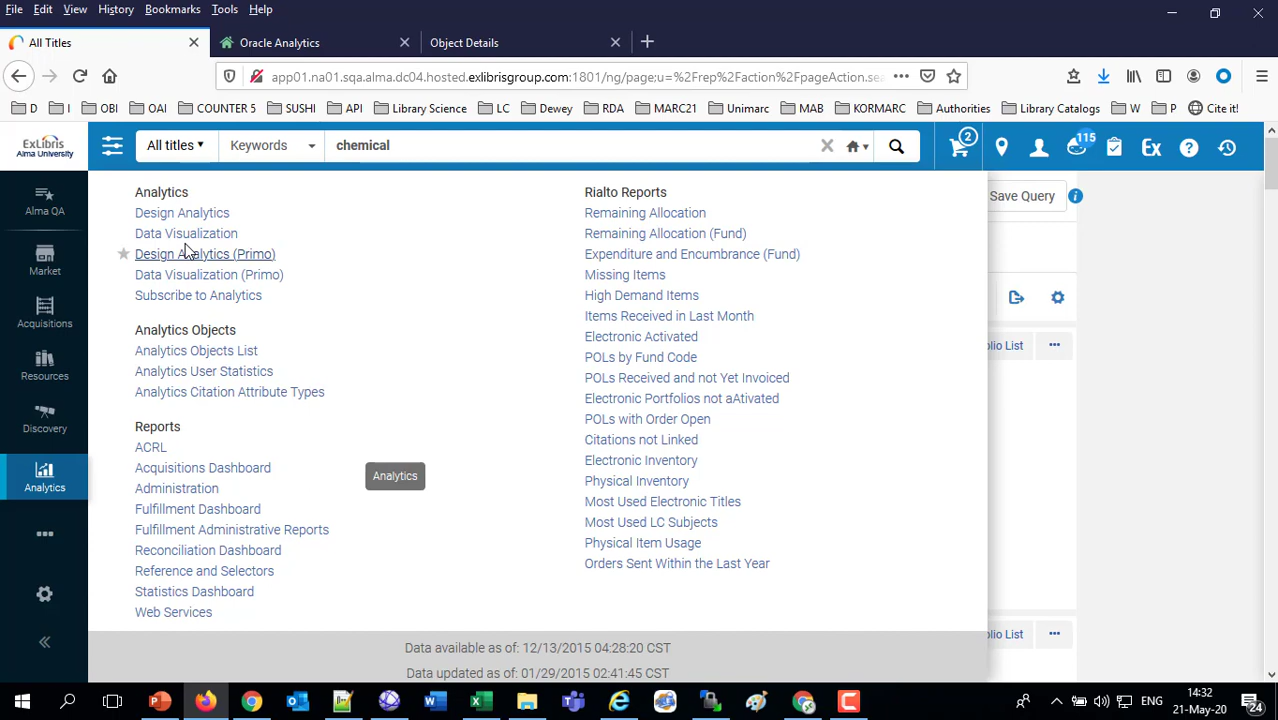 File Edit View History Bookmarks Tools Help
All Titles
Oracle Analytics
Object Details
app01.na01.sqa.alma.dc04.hosted.exlibrisgroup.com:1801/ng/page;u=%2Frep%2Faction%2FpageAction.se
D I OBI OAI COUNTER 5 SUSHI API Library Science LC Dewey RDA MARC21 Unimarc MAB KORMARC Authorities Library Catalogs W P Cite it!
ExLibris
Alma University
All titles
Keywords
chemical
2
115
Ex
Alma QA
Market
Acquisitions
Resources
Discovery
Analytics
Analytics
Design Analytics
Data Visualization
Design Analytics (Primo)
Data Visualization (Primo)
Subscribe to Analytics
Analytics Objects
Analytics Objects List
Analytics User Statistics
Analytics Citation Attribute Types
Reports
ACRL
Acquisitions Dashboard
Administration
Fulfillment Dashboard
Fulfillment Administrative Reports
Reconciliation Dashboard
Reference and Selectors
Statistics Dashboard
Web Services
Analytics
Rialto Reports
Remaining Allocation
Remaining Allocation (Fund)
Expenditure and Encumbrance (Fund)
Missing Items
High Demand Items
Items Received in Last Month
Electronic Activated
POLs by Fund Code
POLs Received and not Yet Invoiced
Electronic Portfolios not aAtivated
POLs with Order Open
Citations not Linked
Electronic Inventory
Physical Inventory
Most Used Electronic Titles
Most Used LC Subjects
Physical Item Usage
Orders Sent Within the Last Year
Save Query
olio List
olio List
Data available as of: 12/13/2015 04:28:20 CST
Data updated as of: 01/29/2015 02:41:45 CST
ENG
14:32
21-May-20
24